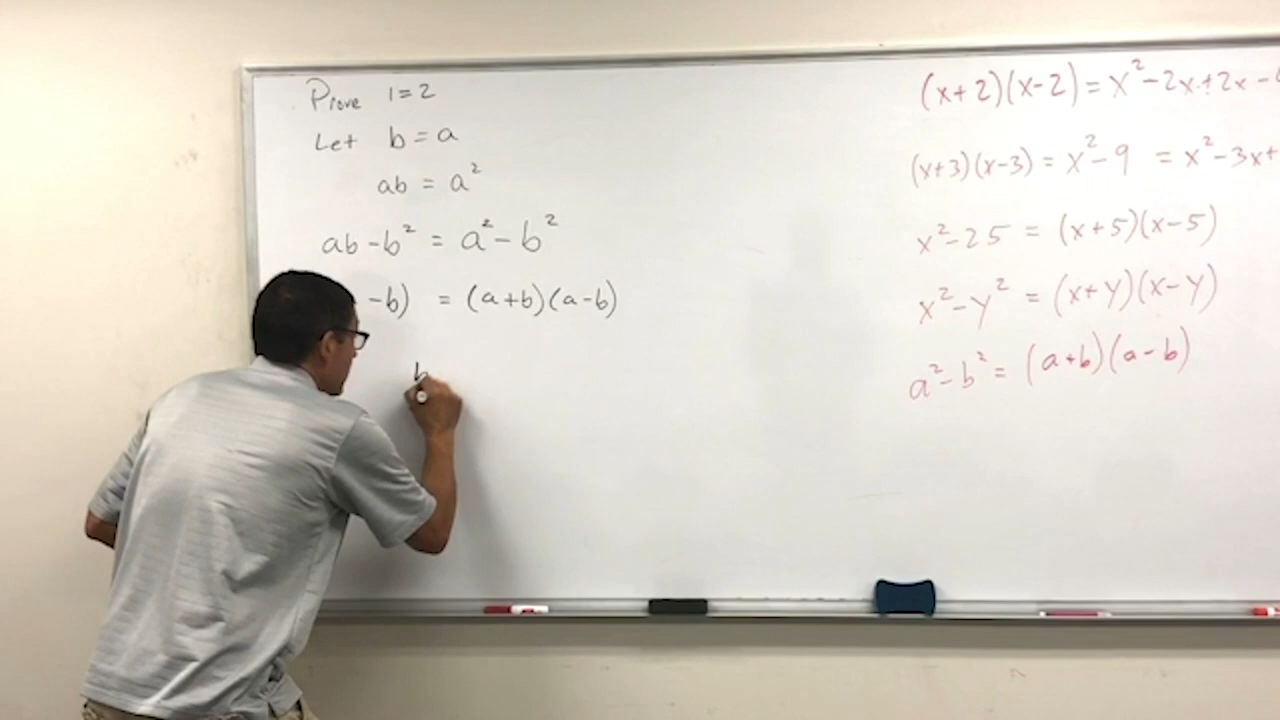 Prove 1=2
Let b=a
ab = a²
ab-b² = a²-b²
-b) = (a+b)(a-b)
b
(x+2)(x-2)=x²-2x+2x-
(x+3)(x-3)=x²-9 =x²-3x+
x²-25 = (x+5)(x-5)
x²-y² = (x+y)(x-y)
a²-b² = (a+b)(a-b)